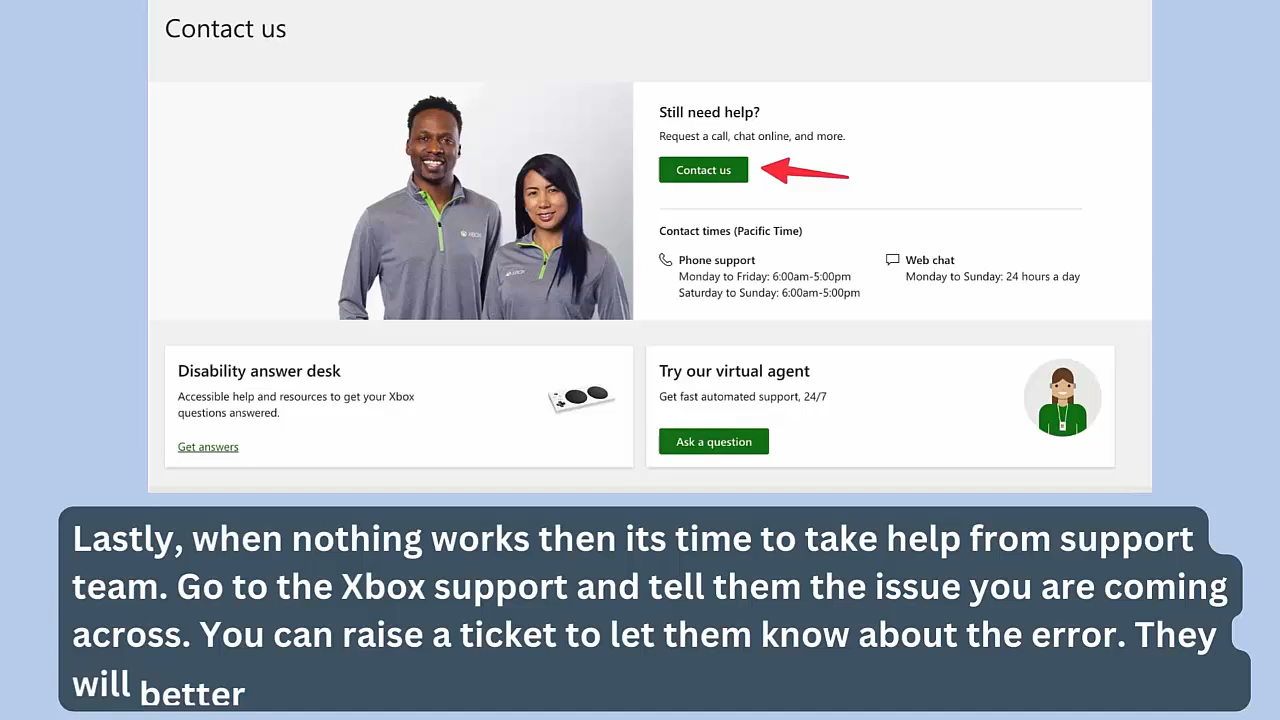 Contact us
XBOX
XBOX
Still need help?
Request a call, chat online, and more.
Contact us
Contact times (Pacific Time)
Phone support
Monday to Friday: 6:00am-5:00pm
Saturday to Sunday: 6:00am-5:00pm
Web chat
Monday to Sunday: 24 hours a day
Disability answer desk
Accessible help and resources to get your Xbox
questions answered.
Get answers
Try our virtual agent
Get fast automated support, 24/7
Ask a question
Lastly, when nothing works then its time to take help from support
team. Go to the Xbox support and tell them the issue you are coming
across. You can raise a ticket to let them know about the error. They
will better